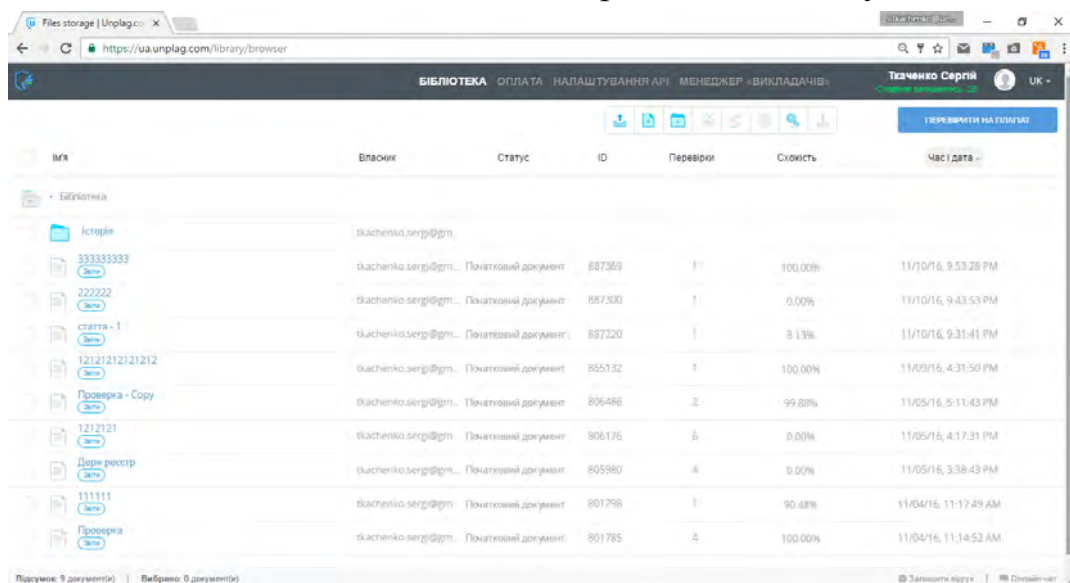 Files storage | Unplag.co
https://ua.unplag.com/library/browser
БІБЛІОТЕКА ОПЛАТА НАЛАШТУВАННЯ API МЕНЕДЖЕР «ВИКЛАДАЧІВ» Ткаченко Сергій UK
ПЕРЕВІРИТИ НА ПЛАГІАТ
ІМ'Я Власник Статус ID Перевірки Схожість Час і дата
Бібліотека
Історія tkachenko.sergi@gm
333333333 tkachenko.sergi@gm... Початковий документ 887369 1 100.00% 11/10/16, 9:53:28 PM
Звіти
222222 tkachenko.sergi@gm... Початковий документ 887300 1 0.00% 11/10/16, 9:43:53 PM
Звіти
стаття - 1 tkachenko.sergi@gm... Початковий документ 887220 1 8.13% 11/10/16, 9:31:41 PM
Звіти
12121212121212 tkachenko.sergi@gm... Початковий документ 855132 1 100.00% 11/09/16, 4:31:50 PM
Звіти
Проверка - Copy tkachenko.sergi@gm... Початковий документ 806486 2 99.88% 11/05/16, 5:11:43 PM
Звіти
1212121 tkachenko.sergi@gm... Початковий документ 806176 6 0.00% 11/05/16, 4:17:31 PM
Звіти
Держ реєстр tkachenko.sergi@gm... Початковий документ 805980 4 0.00% 11/05/16, 3:38:43 PM
Звіти
111111 tkachenko.sergi@gm... Початковий документ 801798 1 90.48% 11/04/16, 11:17:49 AM
Звіти
Проверка tkachenko.sergi@gm... Початковий документ 801785 4 100.00% 11/04/16, 11:14:52 AM
Звіти
Підсумок: 9 документ(и) | Вибрано: 0 документ(и) Залишити відгук | Онлайн-чат